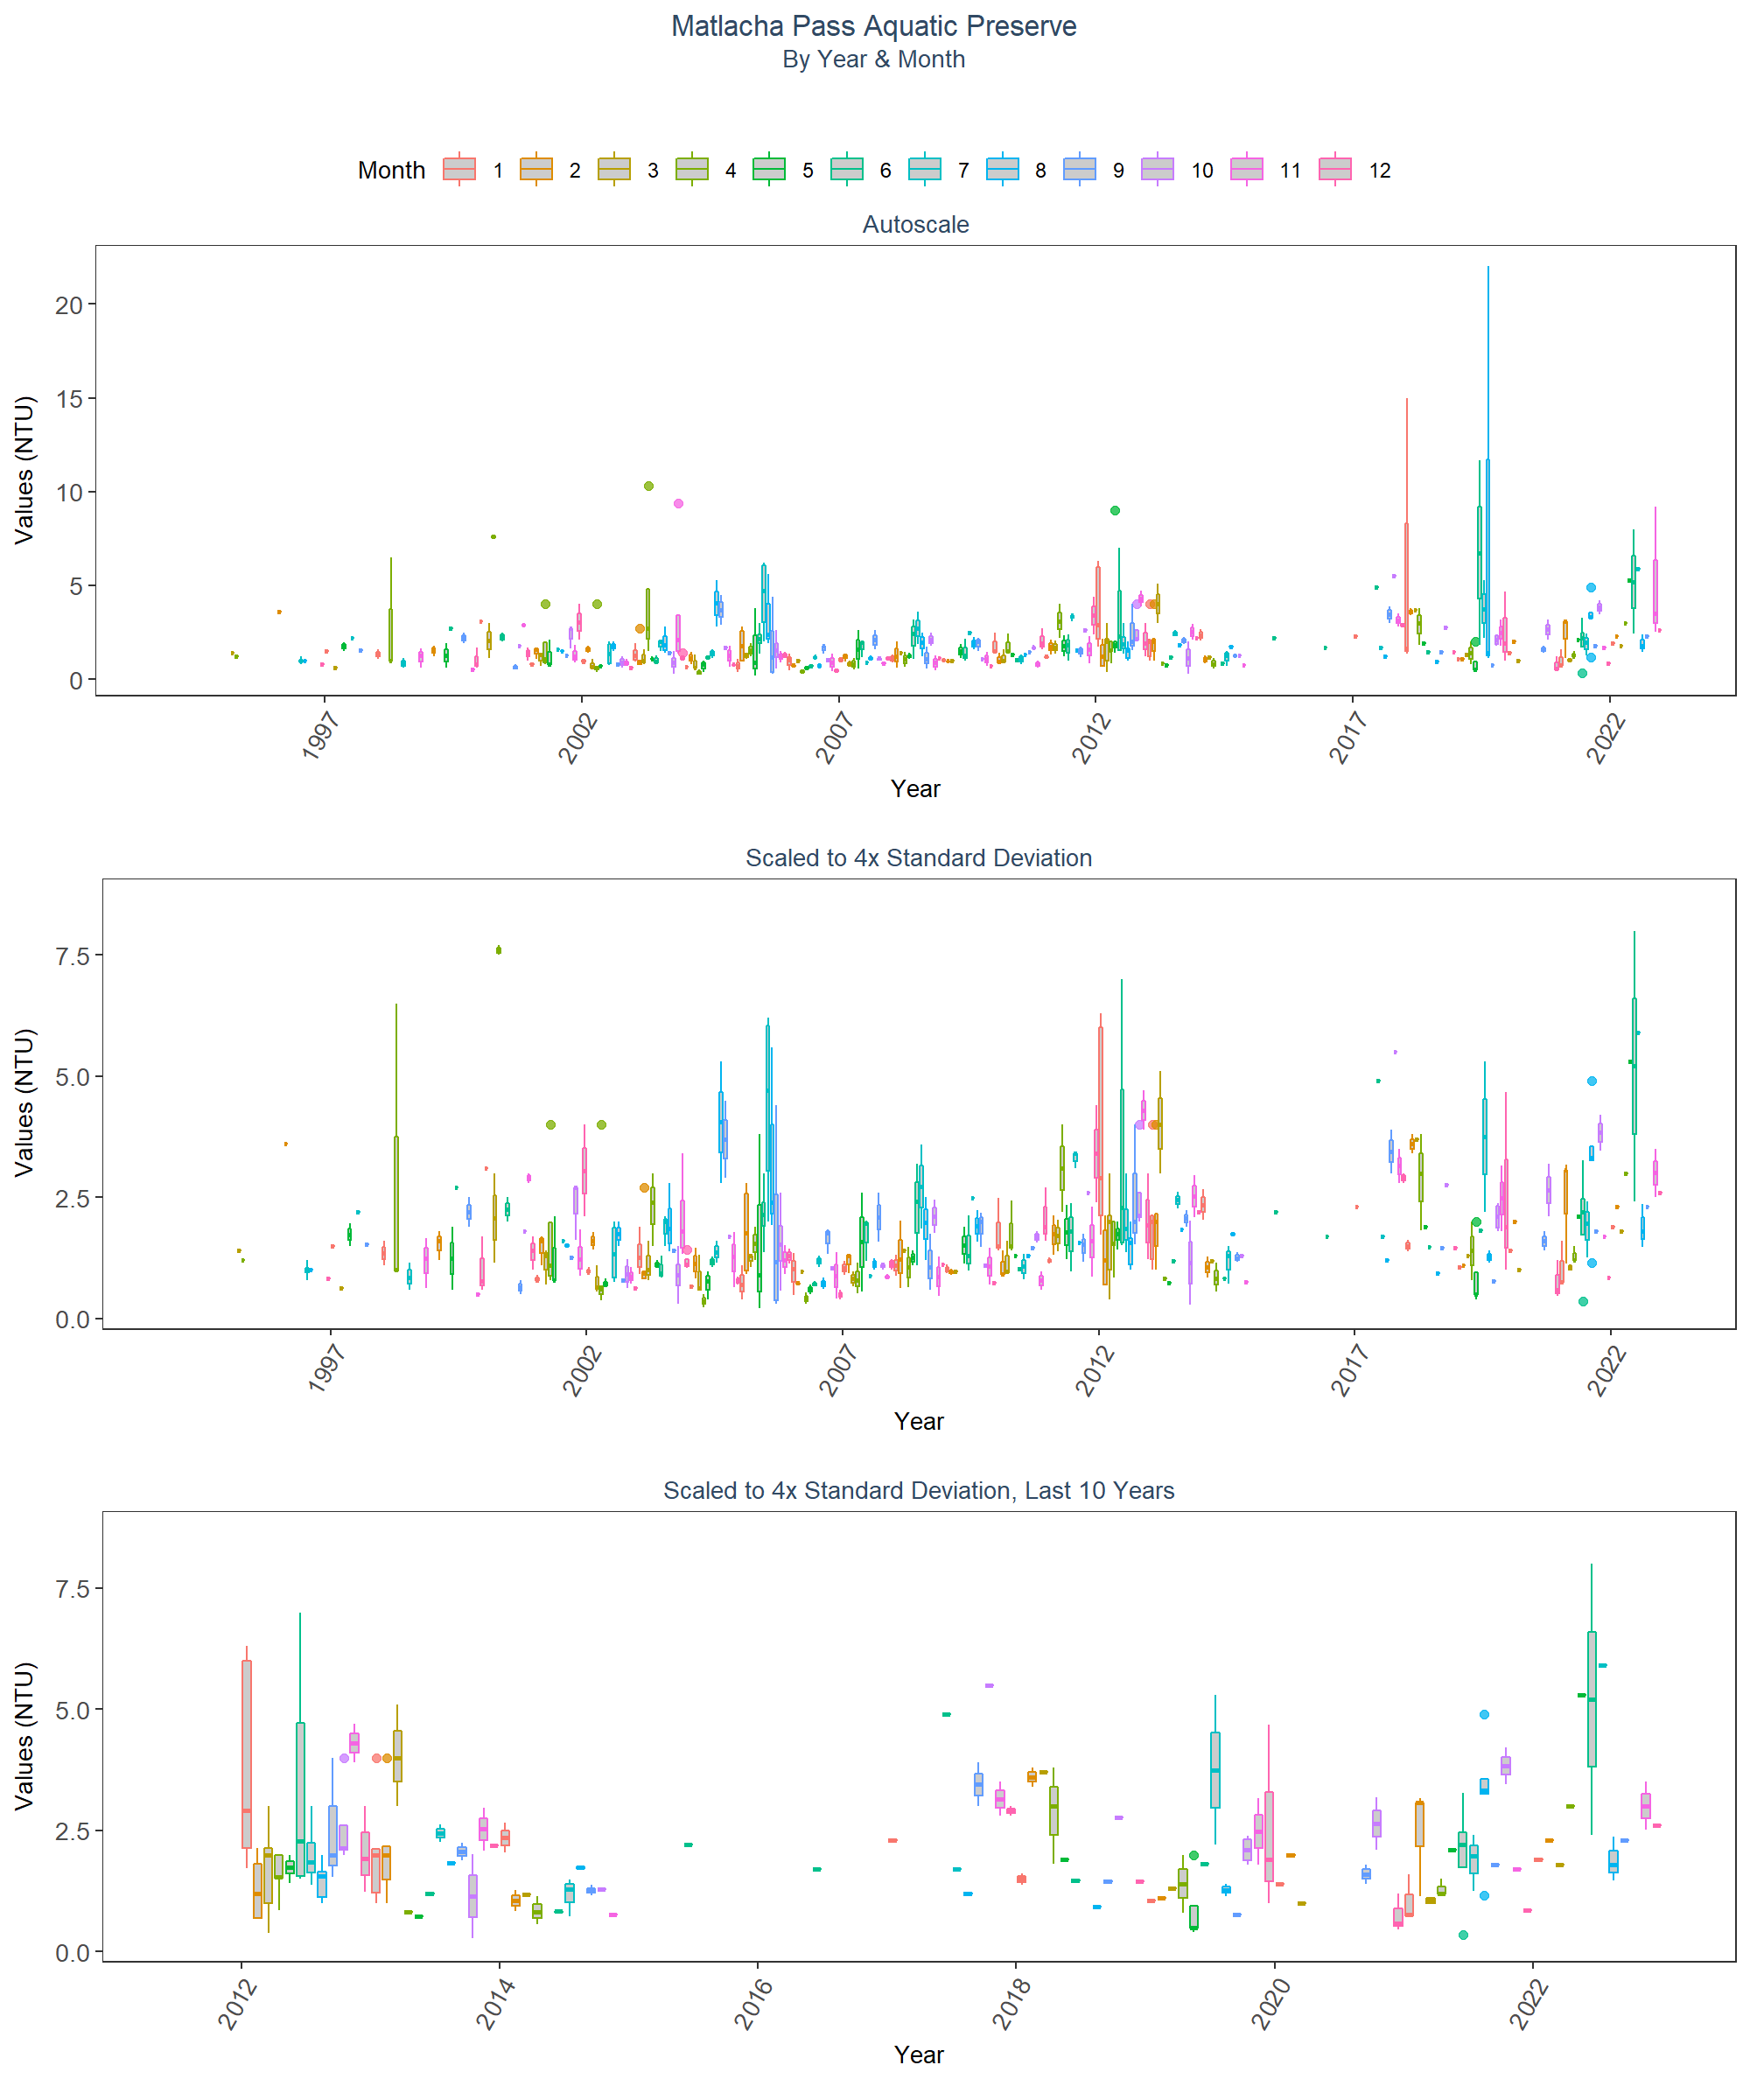 Matlacha Pass Aquatic Preserve
By Year & Month
Month 1 2 3 4 5 6 7 8 9 10 11 12
Autoscale
Values (NTU)
20
15
10
5
0
1997 2002 2007 2012 2017 2022
Year
Scaled to 4x Standard Deviation
Values (NTU)
7.5
5.0
2.5
0.0
1997 2002 2007 2012 2017 2022
Year
Scaled to 4x Standard Deviation, Last 10 Years
Values (NTU)
7.5
5.0
2.5
0.0
2012 2014 2016 2018 2020 2022
Year